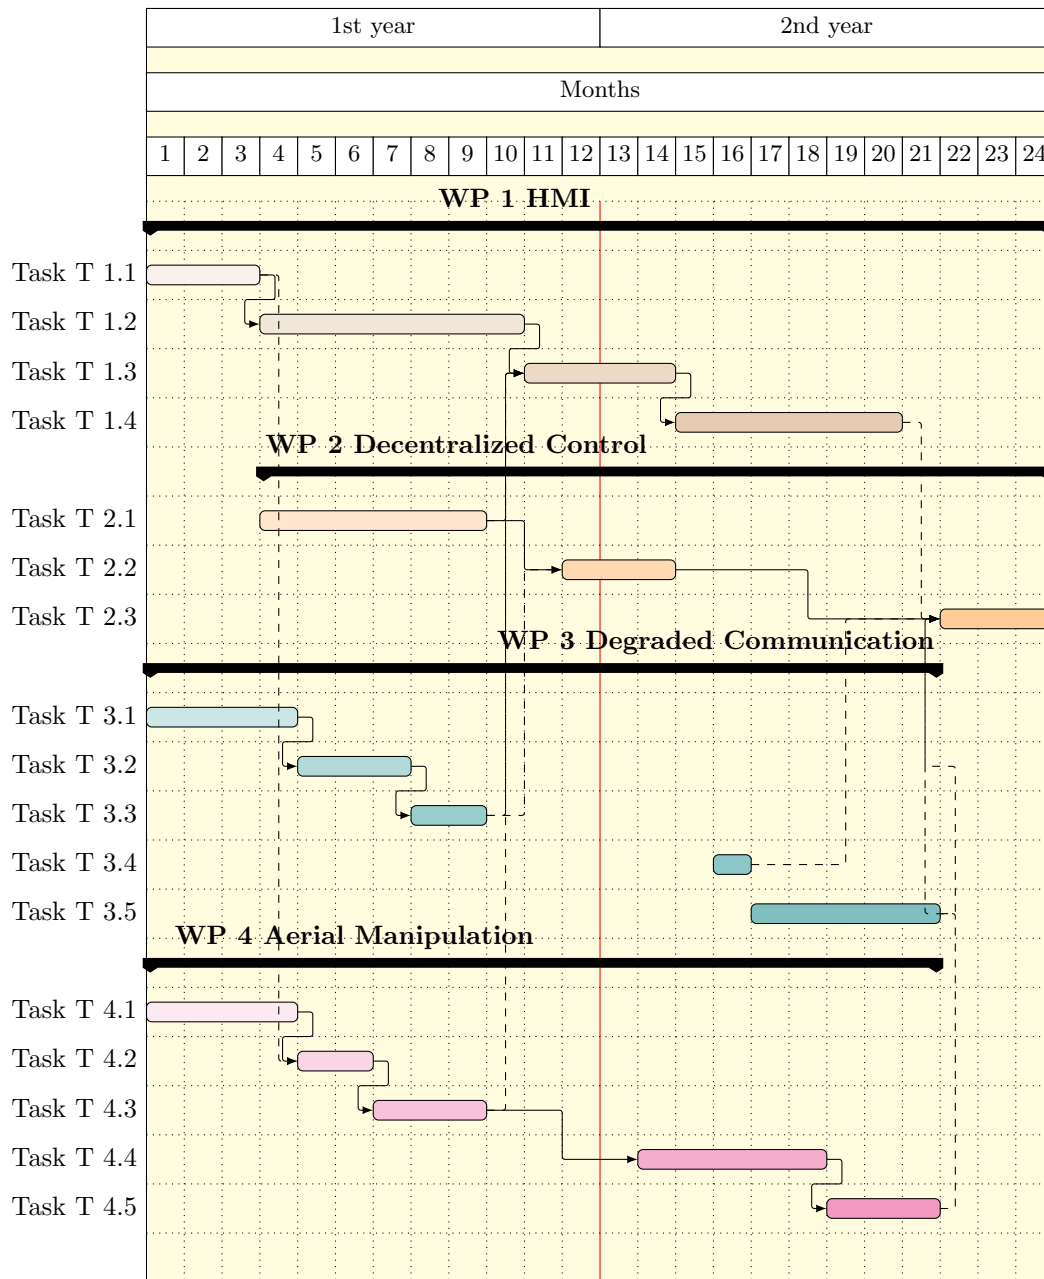 1st year 2nd year
Months
1 2 3 4 5 6 7 8 9 10 11 12 13 14 15 16 17 18 19 20 21 22 23 24
WP 1 HMI
Task T 1.1
Task T 1.2
Task T 1.3
Task T 1.4
WP 2 Decentralized Control
Task T 2.1
Task T 2.2
Task T 2.3
WP 3 Degraded Communication
Task T 3.1
Task T 3.2
Task T 3.3
Task T 3.4
Task T 3.5
WP 4 Aerial Manipulation
Task T 4.1
Task T 4.2
Task T 4.3
Task T 4.4
Task T 4.5